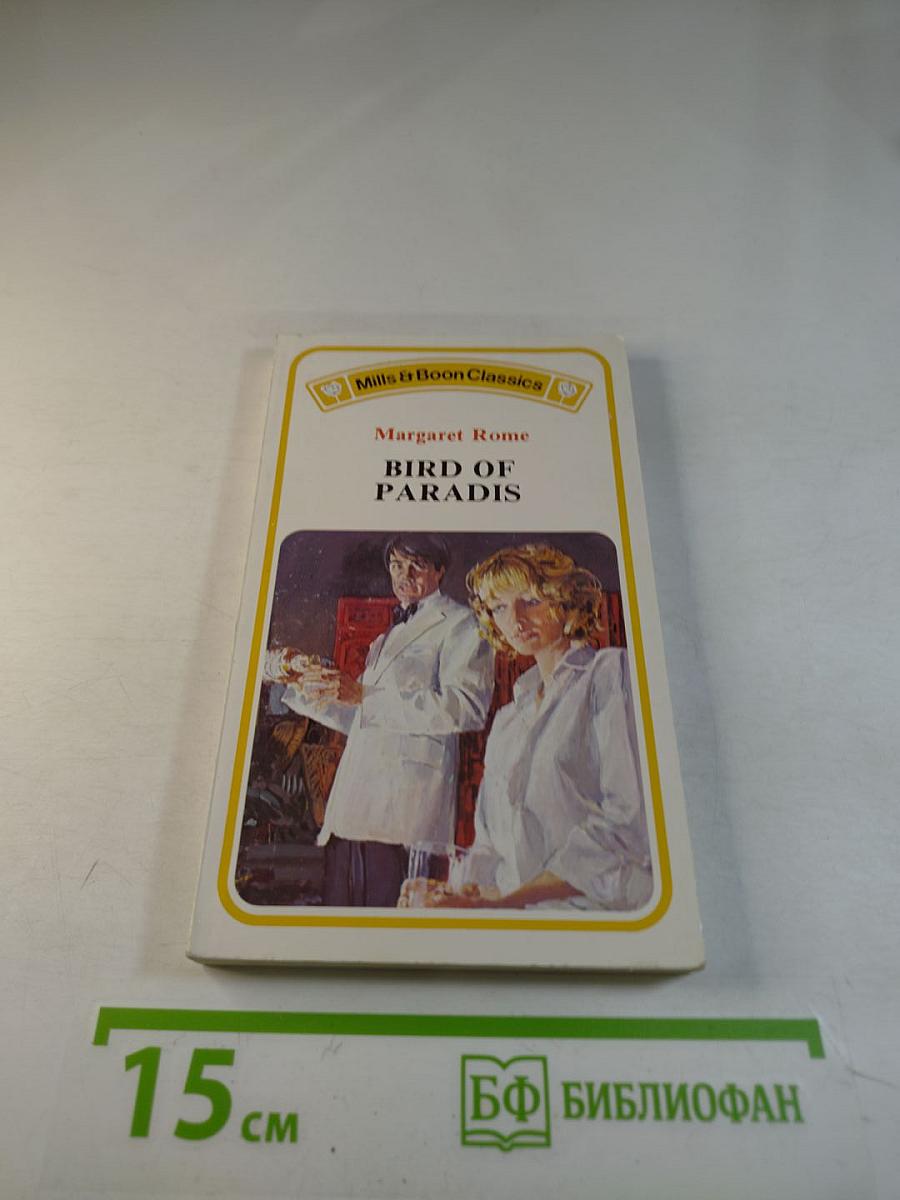 Mills & Boon Classics
Margaret Rome
BIRD OF
PARADIS
15 см
БФ БИБЛИОФАН